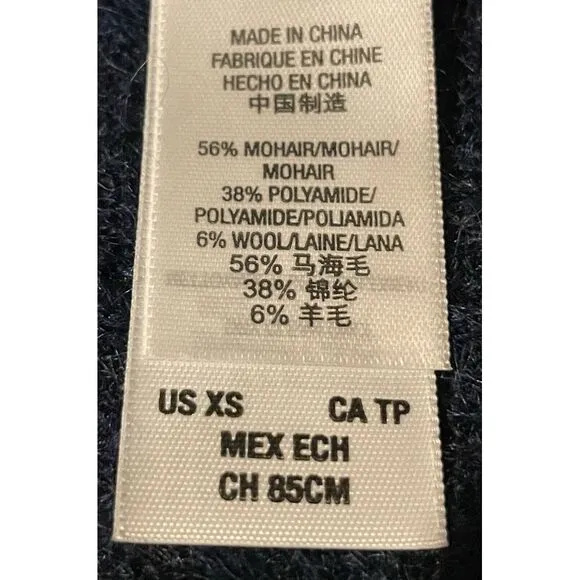 MADE IN CHINA
FABRIQUE EN CHINE
HECHO EN CHINA
中国制造
56% MOHAIR/MOHAIR/
MOHAIR
38% POLYAMIDE/
POLYAMIDE/POLIAMIDA
6% WOOL/LAINE/LANA
56% 马海毛
38% 锦纶
6% 羊毛
US XS CA TP
MEX ECH
CH 85CM